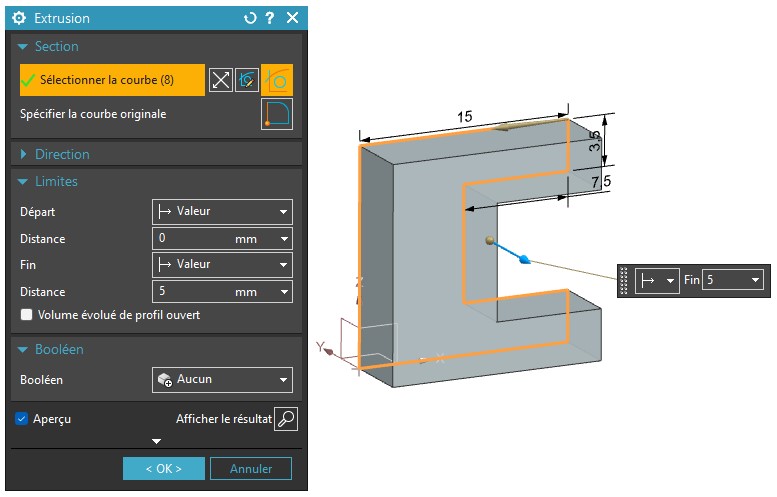 Extrusion
Section
Sélectionner la courbe (8)
Spécifier la courbe originale
Direction
Limites
Départ Valeur
Distance 0 mm
Fin Valeur
Distance 5 mm
Volume évolué de profil ouvert
Booléen
Booléen Aucun
Aperçu Afficher le résultat
< OK > Annuler
15
3,5
7,5
Fin 5
Z
Y
X